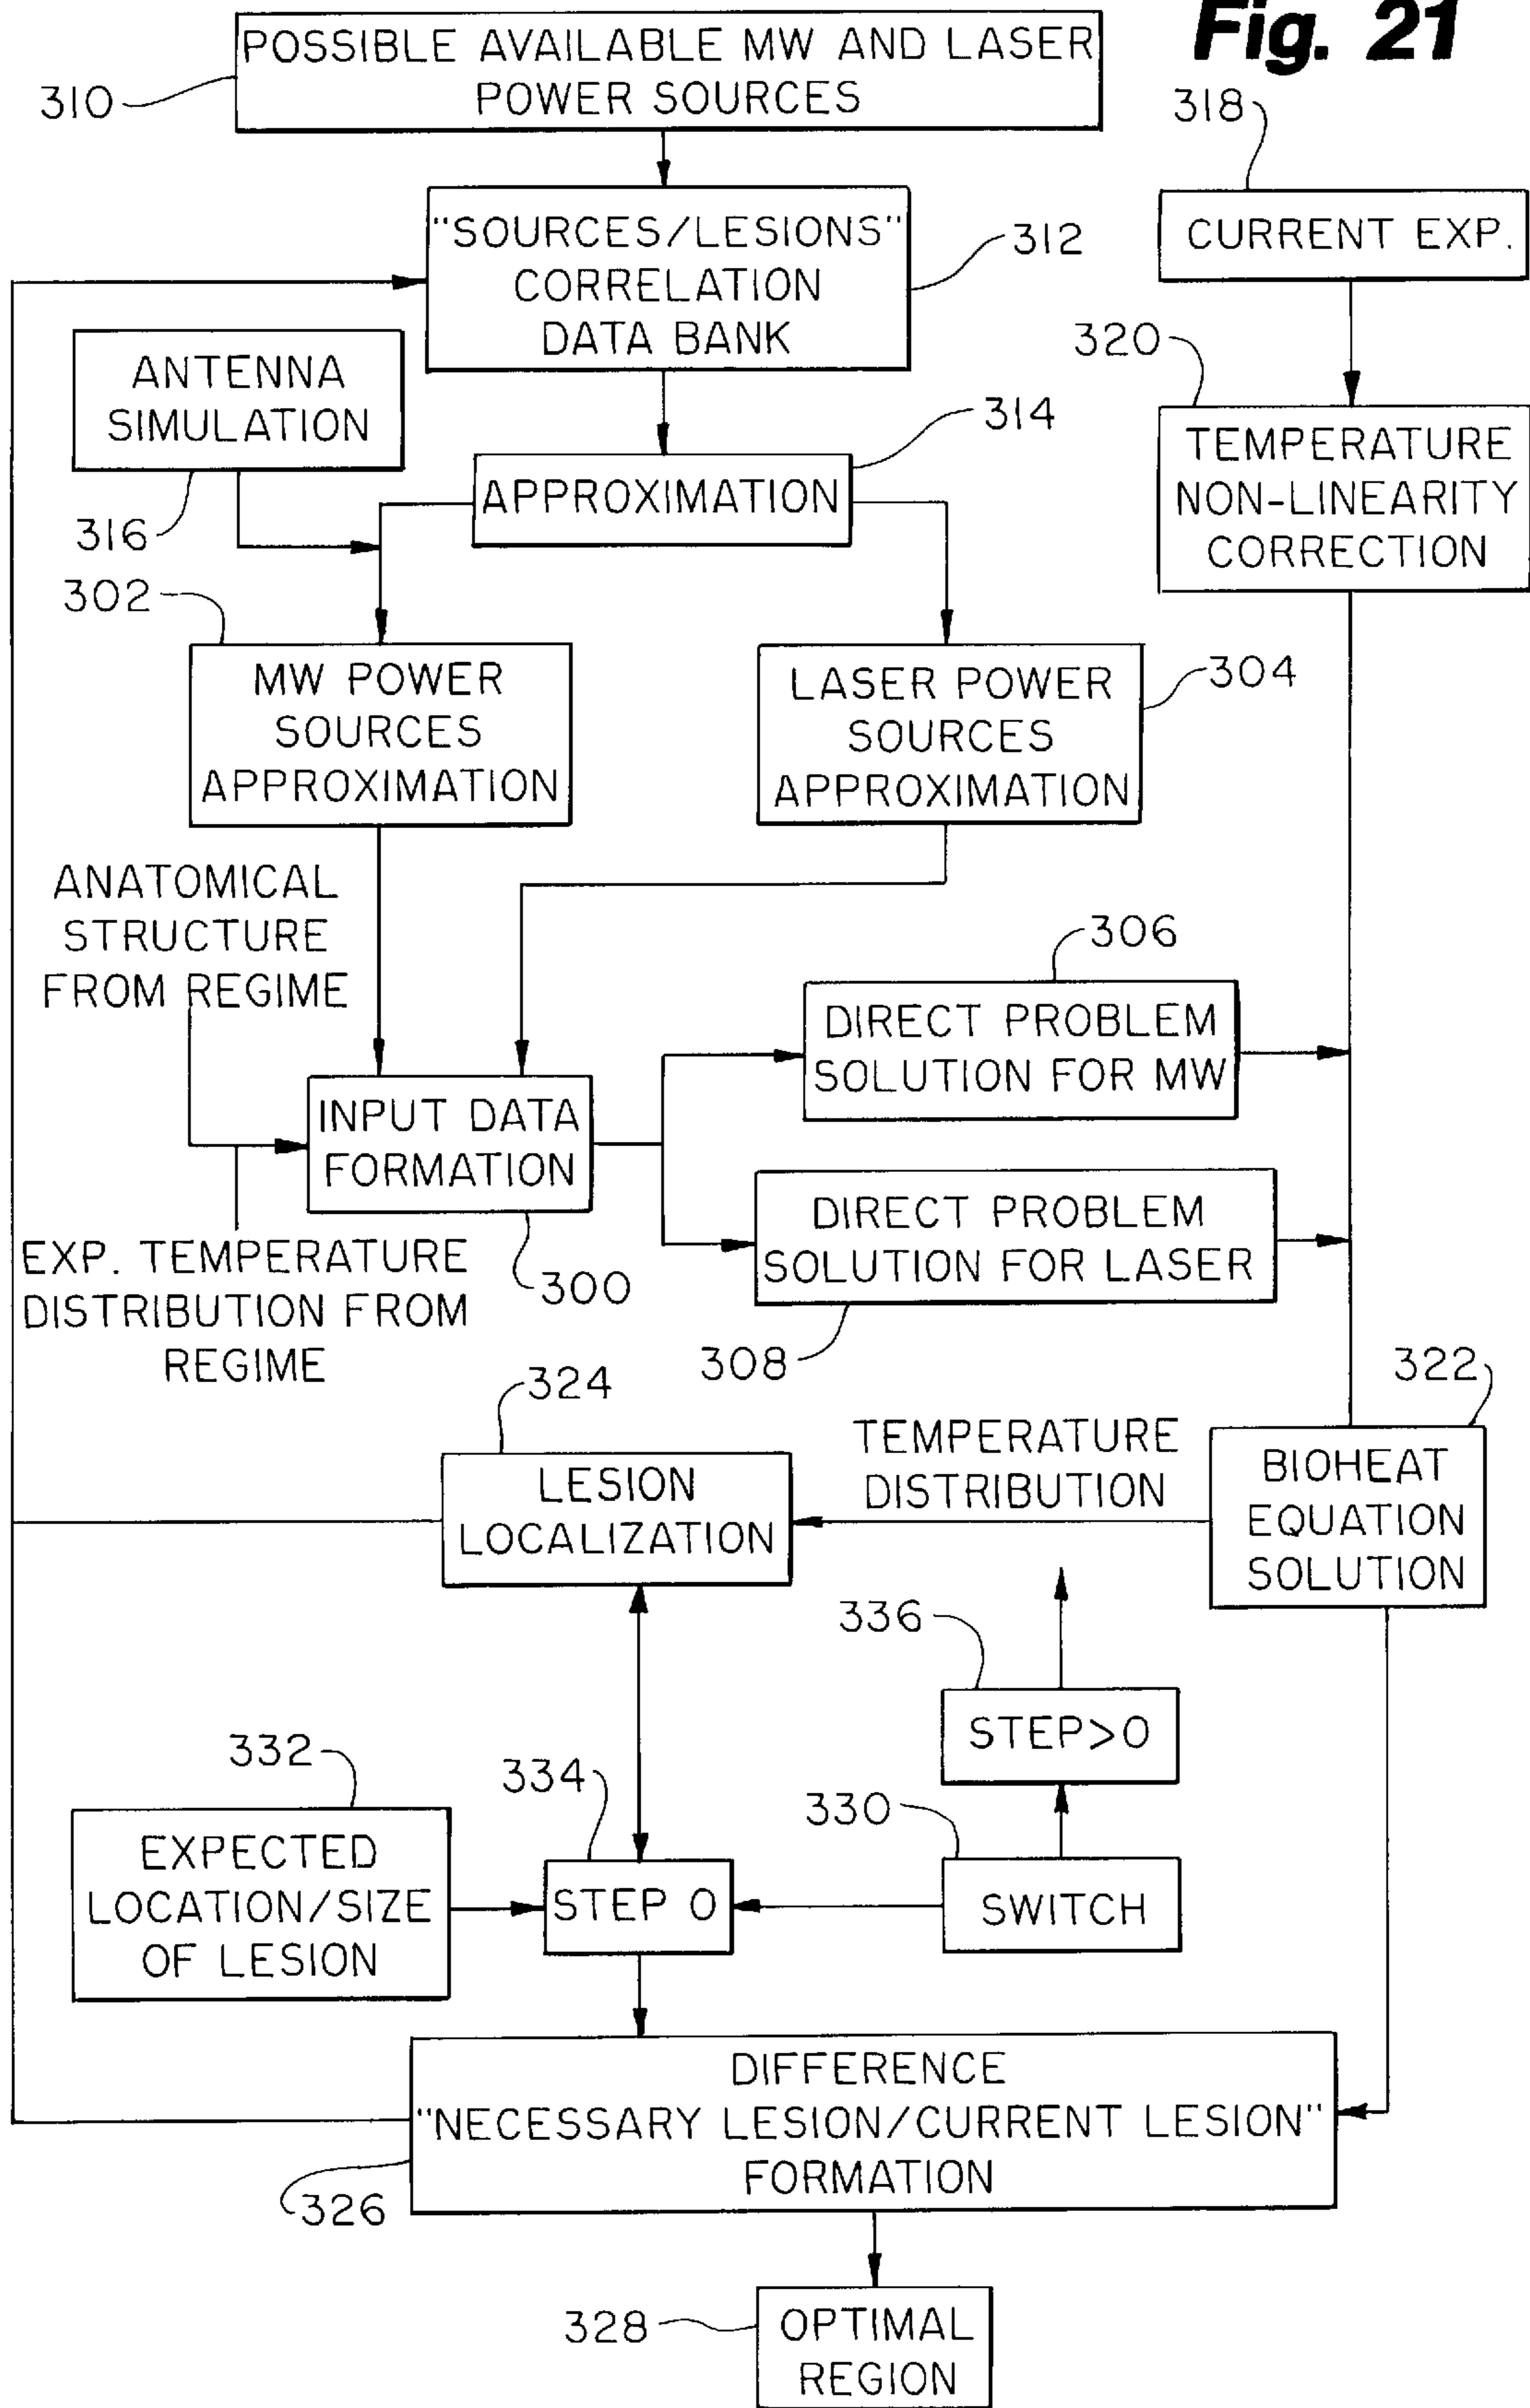 Fig. 21
POSSIBLE AVAILABLE MW AND LASER
POWER SOURCES
310
318
"SOURCES/LESIONS"
CORRELATION
DATA BANK
312
CURRENT EXP.
ANTENNA
SIMULATION
316
320
314
APPROXIMATION
TEMPERATURE
NON-LINEARITY
CORRECTION
302
MW POWER
SOURCES
APPROXIMATION
LASER POWER
SOURCES
APPROXIMATION
304
ANATOMICAL
STRUCTURE
FROM REGIME
306
DIRECT PROBLEM
SOLUTION FOR MW
INPUT DATA
FORMATION
300
DIRECT PROBLEM
SOLUTION FOR LASER
308
EXP. TEMPERATURE
DISTRIBUTION FROM
REGIME
324
322
LESION
LOCALIZATION
TEMPERATURE
DISTRIBUTION
BIOHEAT
EQUATION
SOLUTION
336
STEP>0
332
334
330
EXPECTED
LOCATION/SIZE
OF LESION
STEP 0
SWITCH
DIFFERENCE
"NECESSARY LESION/CURRENT LESION"
FORMATION
326
328
OPTIMAL
REGION